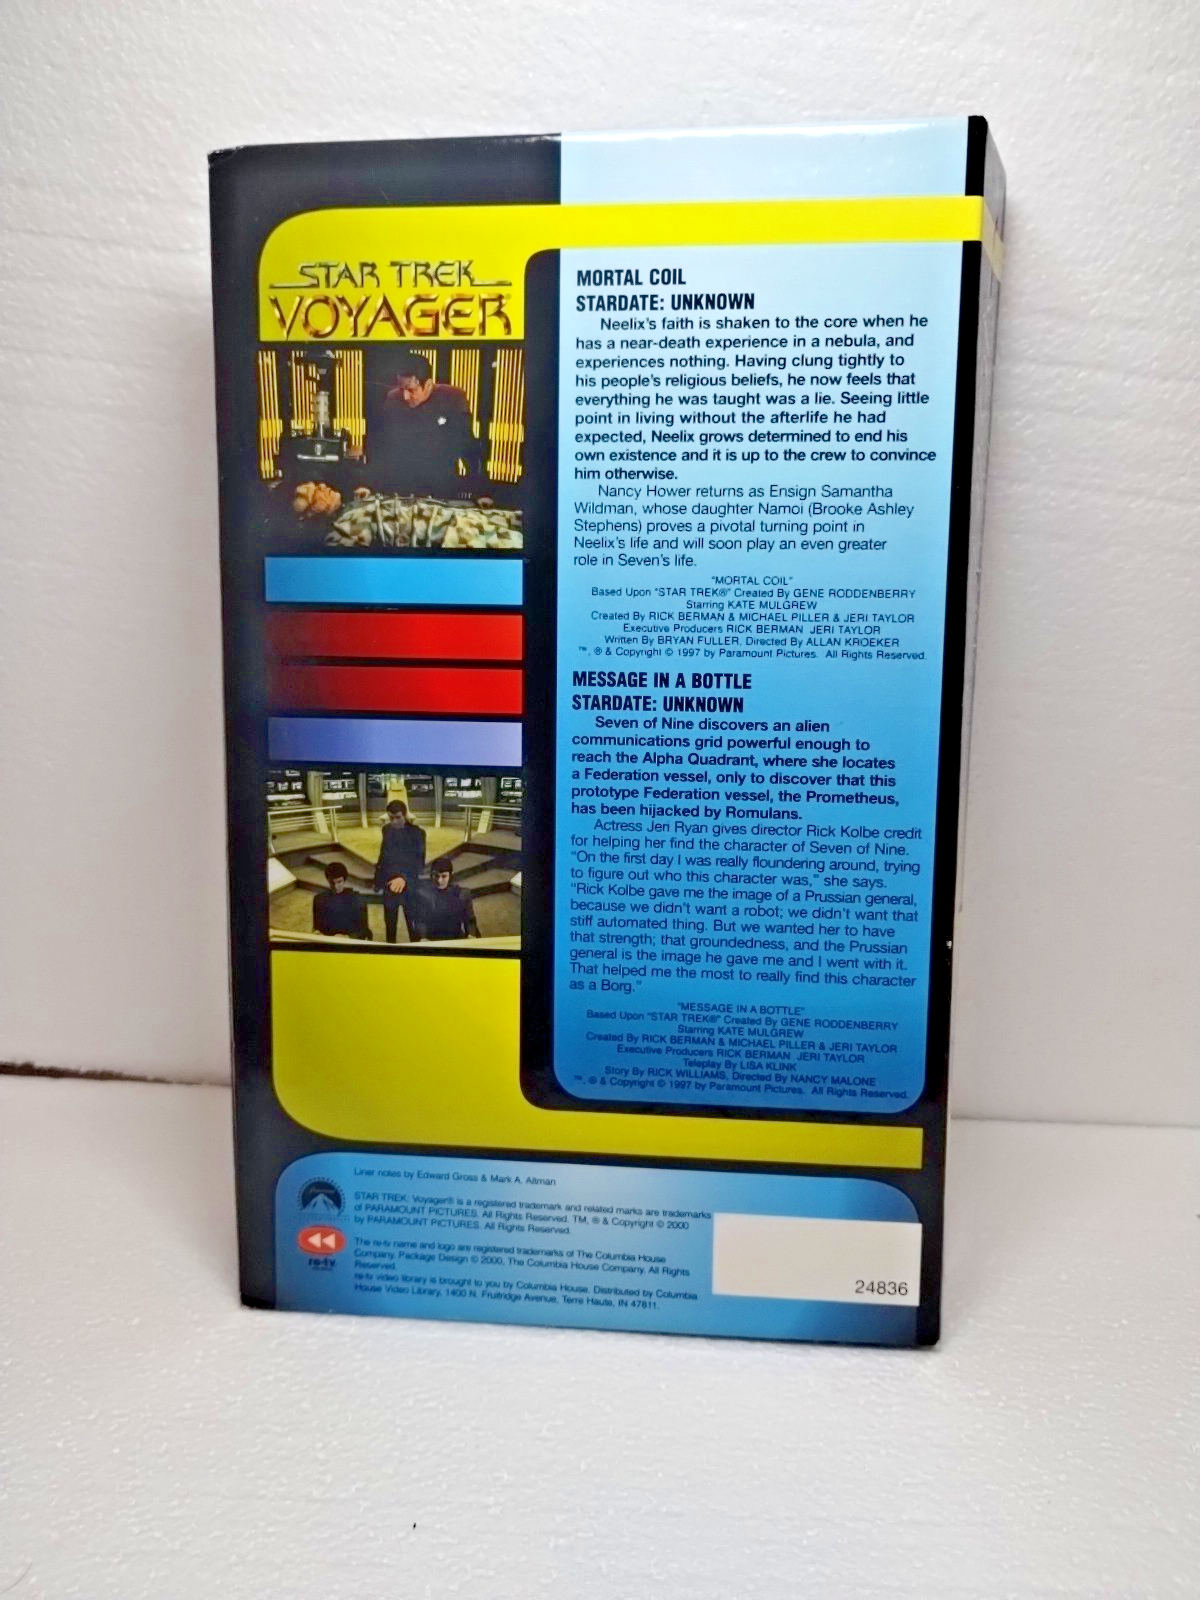 STAR TREK
VOYAGER
MORTAL COIL
STARDATE: UNKNOWN
Neelix's faith is shaken to the core when he
has a near-death experience in a nebula, and
experiences nothing. Having clung tightly to
his people's religious beliefs, he now feels that
everything he was taught was a lie. Seeing little
point in living without the afterlife he had
expected, Neelix grows determined to end his
own existence and it is up to the crew to convince
him otherwise.
Nancy Hower returns as Ensign Samantha
Wildman, whose daughter Namoi (Brooke Ashley
Stephens) proves a pivotal turning point in
Neelix's life and will soon play an even greater
role in Seven's life.
"MORTAL COIL"
Based Upon "STAR TREK®" Created By GENE RODDENBERRY
Starring KATE MULGREW
Created By RICK BERMAN & MICHAEL PILLER & JERI TAYLOR
Executive Producers RICK BERMAN JERI TAYLOR
Written By BRYAN FULLER, Directed By ALLAN KROEKER
™, ® & Copyright © 1997 by Paramount Pictures. All Rights Reserved.
MESSAGE IN A BOTTLE
STARDATE: UNKNOWN
Seven of Nine discovers an alien
communications grid powerful enough to
reach the Alpha Quadrant, where she locates
a Federation vessel, only to discover that this
prototype Federation vessel, the Prometheus,
has been hijacked by Romulans.
Actress Jeri Ryan gives director Rick Kolbe credit
for helping her find the character of Seven of Nine.
"On the first day I was really floundering around, trying
to figure out who this character was," she says.
"Rick Kolbe gave me the image of a Prussian general,
because we didn't want a robot; we didn't want that
stiff automated thing. But we wanted her to have
that strength; that groundedness, and the Prussian
general is the image he gave me and I went with it.
That helped me the most to really find this character
as a Borg."
"MESSAGE IN A BOTTLE"
Based Upon "STAR TREK®" Created By GENE RODDENBERRY
Starring KATE MULGREW
Created By RICK BERMAN & MICHAEL PILLER & JERI TAYLOR
Executive Producers RICK BERMAN JERI TAYLOR
Teleplay By LISA KLINK
Story By RICK WILLIAMS, Directed By NANCY MALONE
™, ® & Copyright © 1997 by Paramount Pictures. All Rights Reserved.
Liner notes by Edward Gross & Mark A. Altman
STAR TREK: Voyager® is a registered trademark and related marks are trademarks
of PARAMOUNT PICTURES. All Rights Reserved. TM, ® & Copyright © 2000
by PARAMOUNT PICTURES. All Rights Reserved.
The re-tv name and logo are registered trademarks of The Columbia House
Company. Package Design © 2000, The Columbia House Company. All Rights
Reserved.
re-tv video library is brought to you by Columbia House. Distributed by Columbia
House Video Library, 1400 N. Fruitridge Avenue, Terre Haute, IN 47811.
Paramount
re-tv
24836